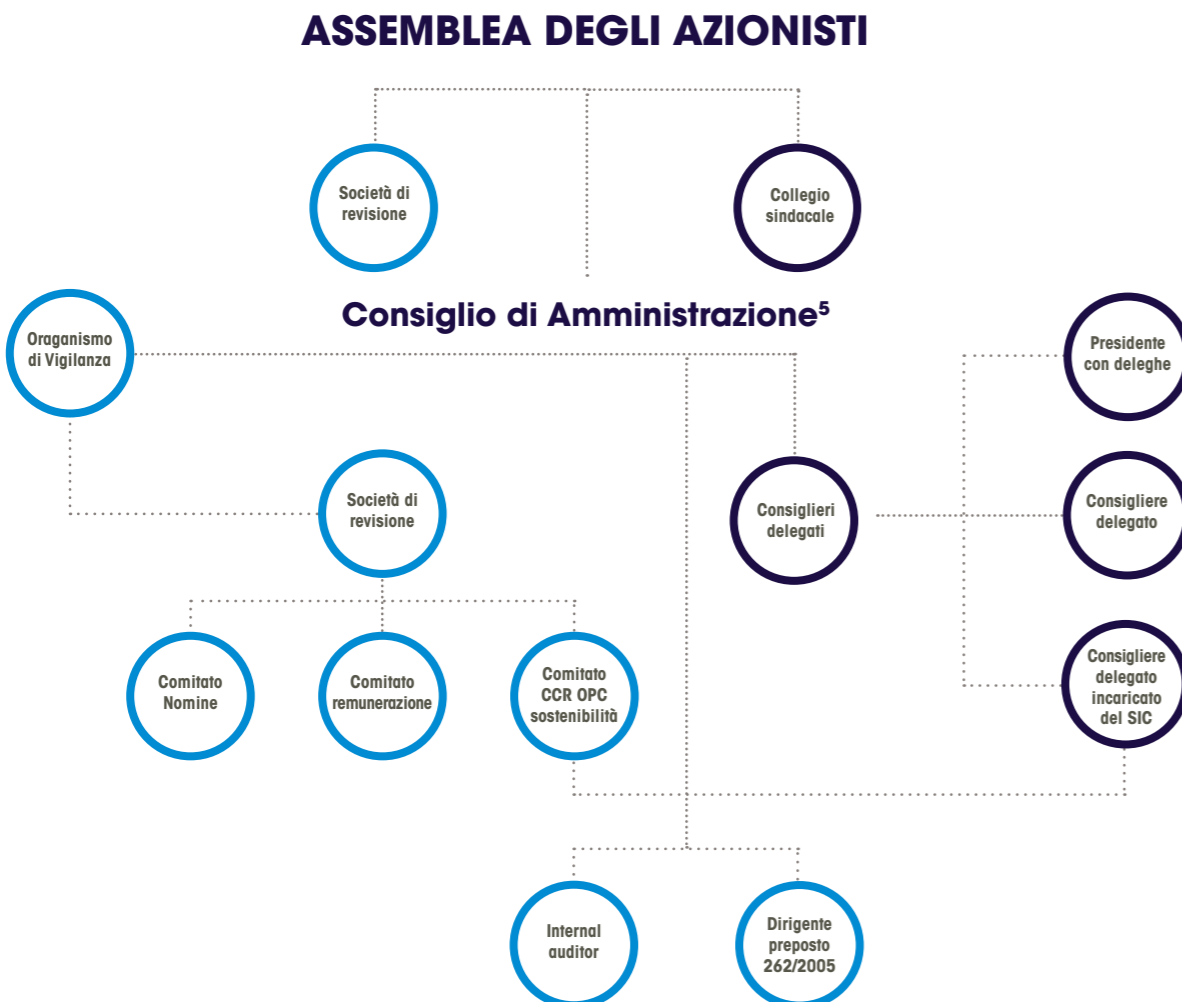 ASSEMBLEA DEGLI AZIONISTI
Società di
revisione
Collegio
sindacale
Consiglio di Amministrazione⁵
Oraganismo
di Vigilanza
Presidente
con deleghe
Società di
revisione
Consiglieri
delegati
Consigliere
delegato
Comitato
Nomine
Comitato
remunerazione
Comitato
CCR OPC
sostenibilità
Consigliere
delegato
incaricato
del SIC
Internal
auditor
Dirigente
preposto
262/2005